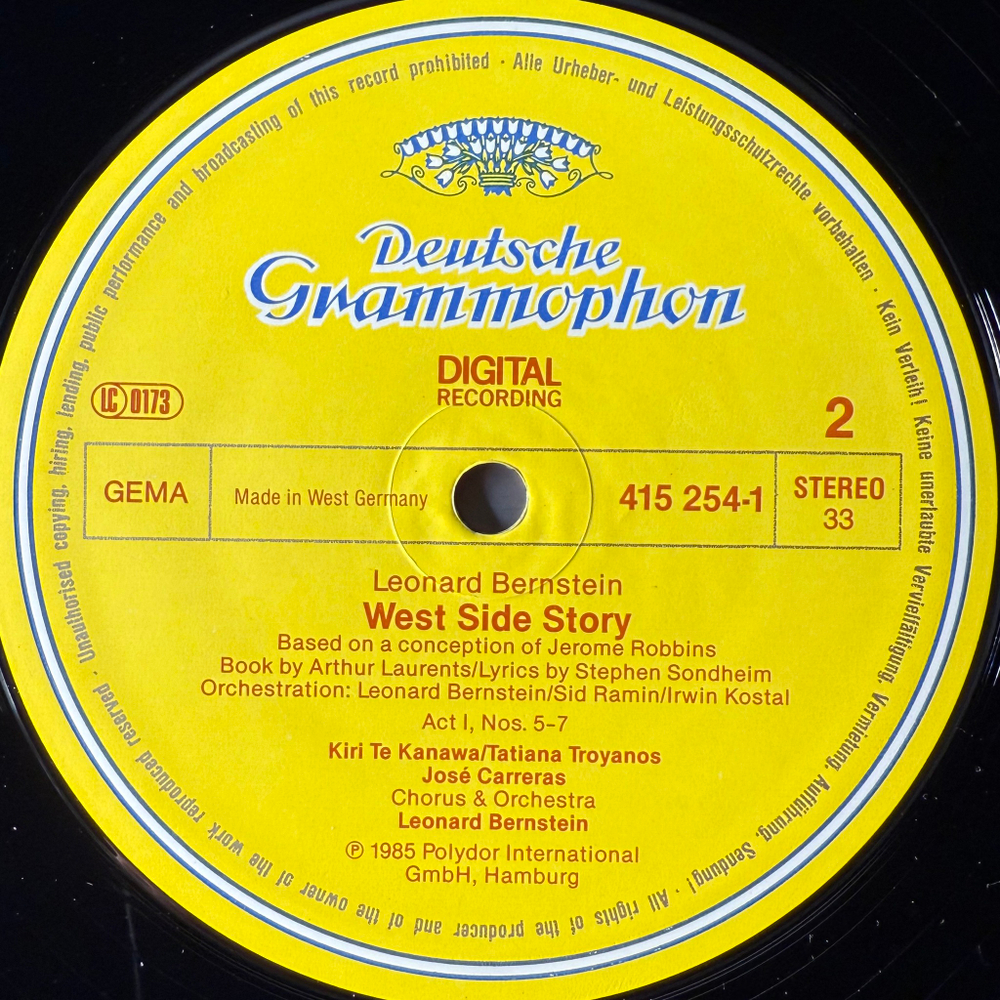 Unauthorised copying, hiring, lending, public performance and broadcasting of this record prohibited · Alle Urheber- und Leistungsschutzrechte vorbehalten · Kein Verleih! Keine unerlaubte Vervielfältigung, Vermietung, Aufführung, Sendung! · All rights of the producer and of the owner of the work reproduced reserved ·
Deutsche
Grammophon
DIGITAL
RECORDING
LC 0173
2
GEMA
Made in West Germany
415 254-1
STEREO
33
Leonard Bernstein
West Side Story
Based on a conception of Jerome Robbins
Book by Arthur Laurents/Lyrics by Stephen Sondheim
Orchestration: Leonard Bernstein/Sid Ramin/Irwin Kostal
Act I, Nos. 5-7
Kiri Te Kanawa/Tatiana Troyanos
José Carreras
Chorus & Orchestra
Leonard Bernstein
℗ 1985 Polydor International
GmbH, Hamburg